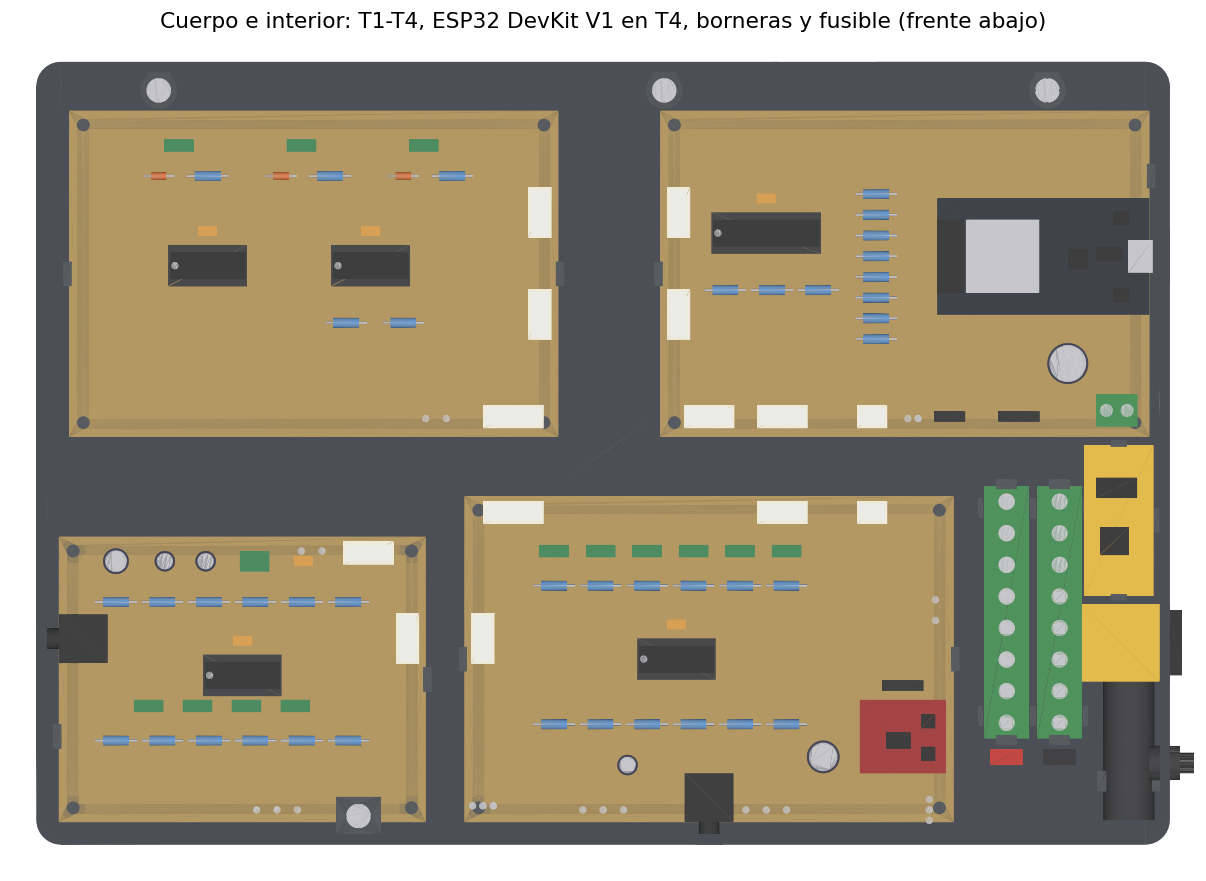 Cuerpo e interior: T1-T4, ESP32 DevKit V1 en T4, borneras y fusible (frente abajo)